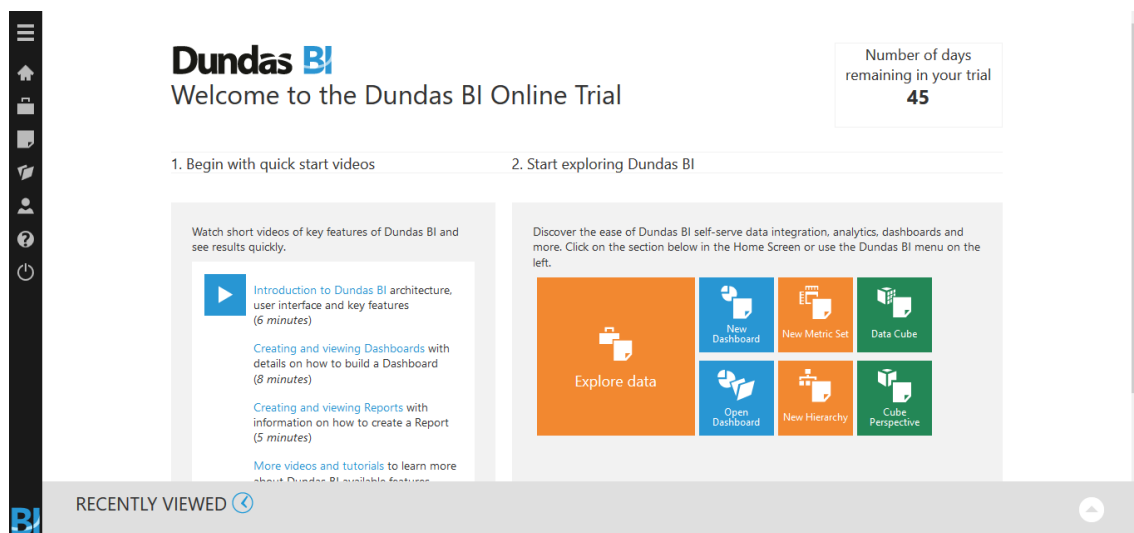 Dundas BI
Welcome to the Dundas BI Online Trial
Number of days
remaining in your trial
45
1. Begin with quick start videos
2. Start exploring Dundas BI
Watch short videos of key features of Dundas BI and
see results quickly.
Introduction to Dundas BI architecture,
user interface and key features
(6 minutes)
Creating and viewing Dashboards with
details on how to build a Dashboard
(8 minutes)
Creating and viewing Reports with
information on how to create a Report
(5 minutes)
More videos and tutorials to learn more
about Dundas BI available features
Discover the ease of Dundas BI self-serve data integration, analytics, dashboards and
more. Click on the section below in the Home Screen or use the Dundas BI menu on the
left.
Explore data
New
Dashboard
New Metric Set
Data Cube
Open
Dashboard
New Hierarchy
Cube
Perspective
RECENTLY VIEWED
BI